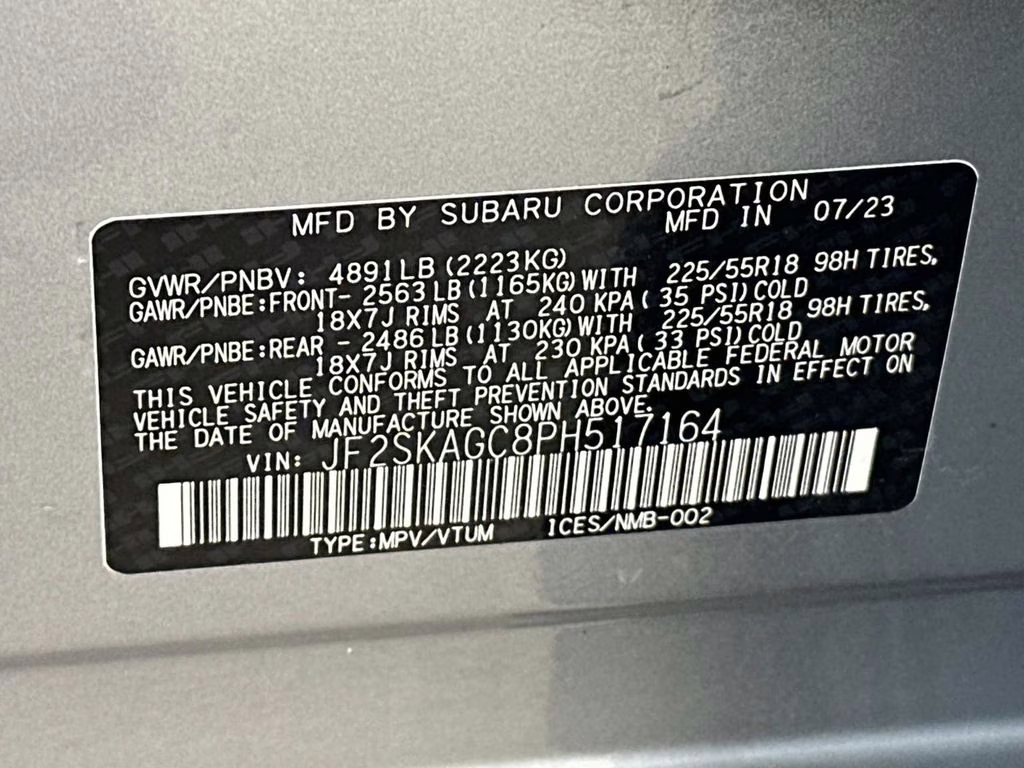 MFD BY SUBARU CORPORATION
MFD IN 07/23
GVWR/PNBV: 4891LB (2223KG)
GAWR/PNBE:FRONT- 2563 LB (1165KG) WITH 225/55R18 98H TIRES,
18X7J RIMS AT 240 KPA ( 35 PSI) COLD
GAWR/PNBE:REAR - 2486 LB (1130KG) WITH 225/55R18 98H TIRES,
18X7J RIMS AT 230 KPA ( 33 PSI) COLD
THIS VEHICLE CONFORMS TO ALL APPLICABLE FEDERAL MOTOR
VEHICLE SAFETY AND THEFT PREVENTION STANDARDS IN EFFECT ON
THE DATE OF MANUFACTURE SHOWN ABOVE.
VIN: JF2SKAGC8PH517164
TYPE:MPV/VTUM ICES/NMB-002